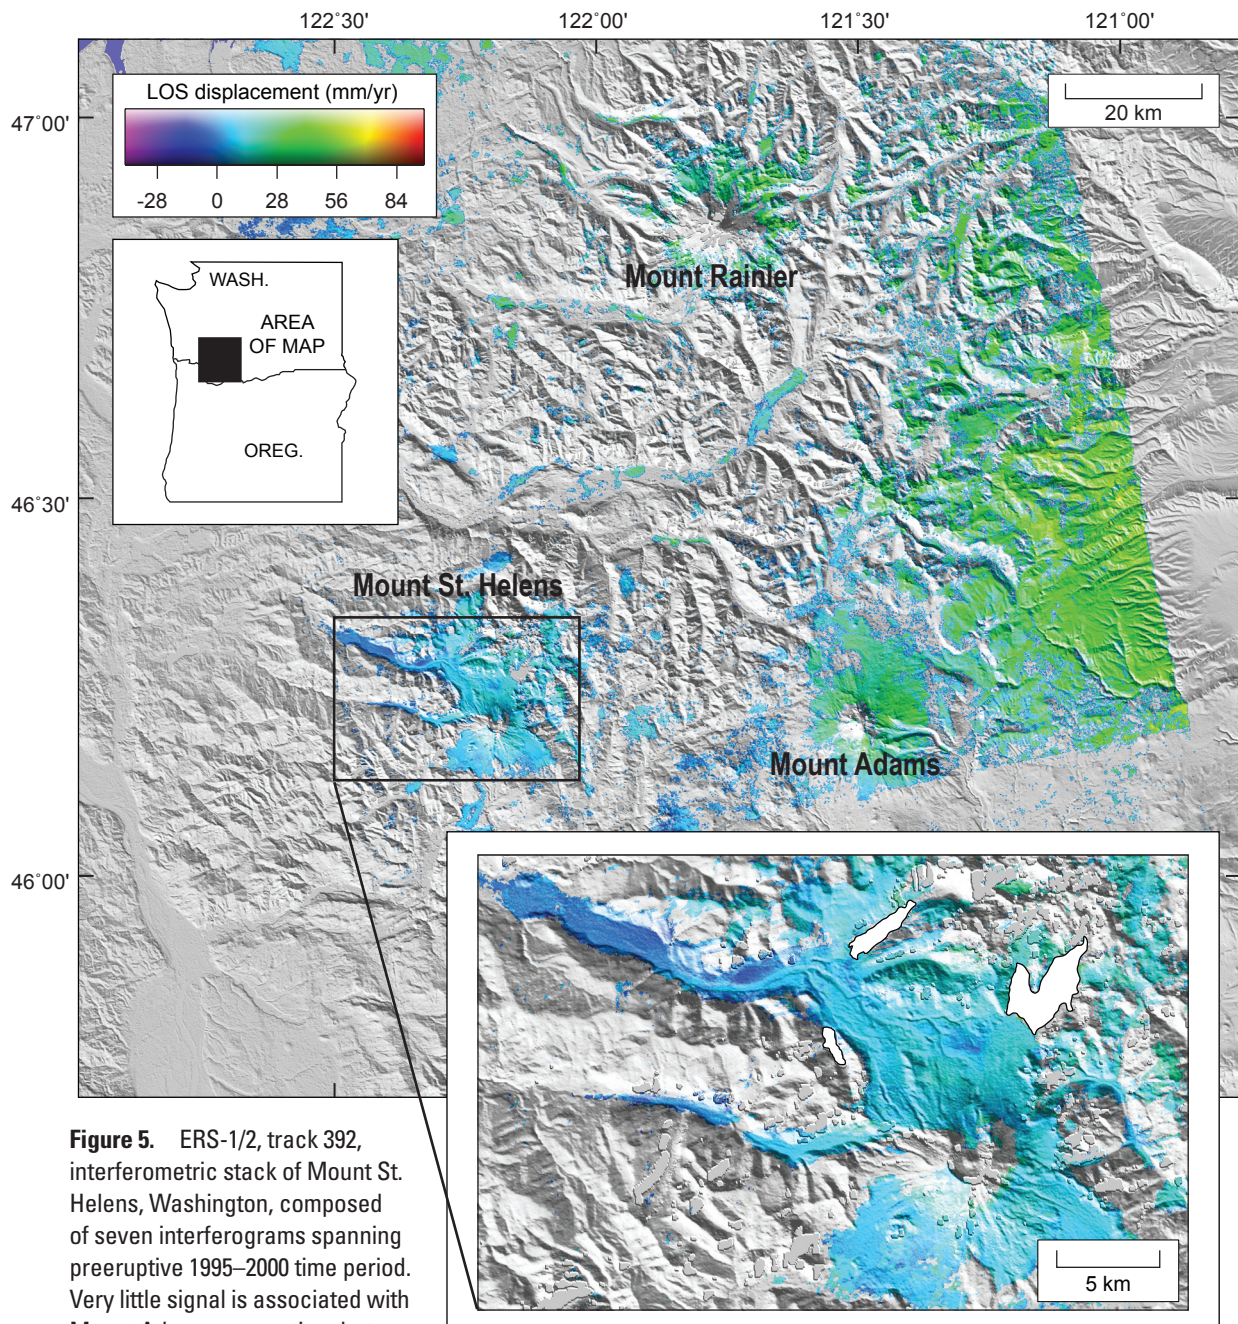 122˚30'
122˚00'
121˚30'
121˚00'
47˚00'
46˚30'
46˚00'
LOS displacement (mm/yr)
-28 0 28 56 84
20 km
WASH.
AREA
OF MAP
OREG.
Mount Rainier
Mount St. Helens
Mount Adams
5 km
Figure 5. ERS-1/2, track 392,
interferometric stack of Mount St.
Helens, Washington, composed
of seven interferograms spanning
preeruptive 1995–2000 time period.
Very little signal is associated with